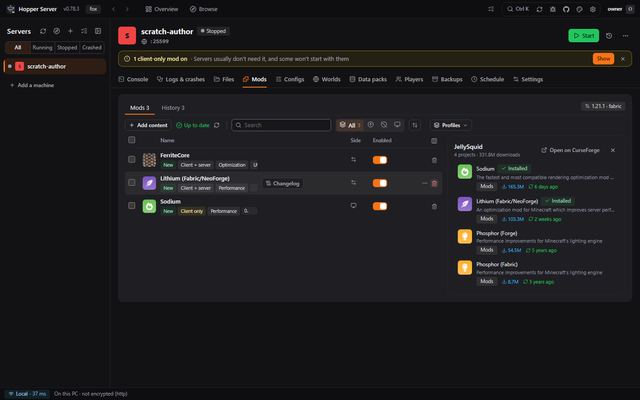 Hopper Server v0.78.3 fox
Overview
Browse
Ctrl K
owner O
Servers
All Running Stopped Crashed
S scratch-author
+ Add a machine
S
scratch-author Stopped
:25599
Start
1 client-only mod on · Servers usually don't need it, and some won't start with them
Show
Console Logs & crashes Files Mods Configs Worlds Data packs Players Backups Schedule Settings
Mods 3 History 3
1.21.1 · fabric
+ Add content Up to date Search All 3 Profiles
Name Side Enabled
FerriteCore
New Client + server Optimization
Lithium (Fabric/NeoForge)
New Client + server Performance
Changelog
Sodium
New Client only Performance 0.
JellySquid
4 projects · 331.8M downloads
Open on CurseForge
Sodium Installed
The fastest and most compatible rendering optimization mod ...
Mods 165.3M 6 days ago
Lithium (Fabric/NeoForge) Installed
An optimization mod for Minecraft which improves server perf...
Mods 103.3M 2 weeks ago
Phosphor (Forge)
Performance improvements for Minecraft's lighting engine
Mods 54.5M 5 years ago
Phosphor (Fabric)
Performance improvements for Minecraft's lighting engine
Mods 8.7M 3 years ago
Local · 37 ms On this PC · not encrypted (http)